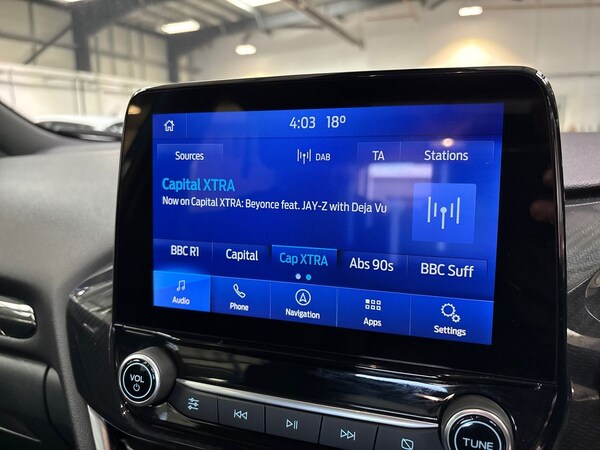 4:03 18°
Sources DAB TA Stations
Capital XTRA
Now on Capital XTRA: Beyonce feat. JAY-Z with Deja Vu
BBC R1 Capital Cap XTRA Abs 90s BBC Suff
Audio Phone Navigation Apps Settings
VOL
TUNE